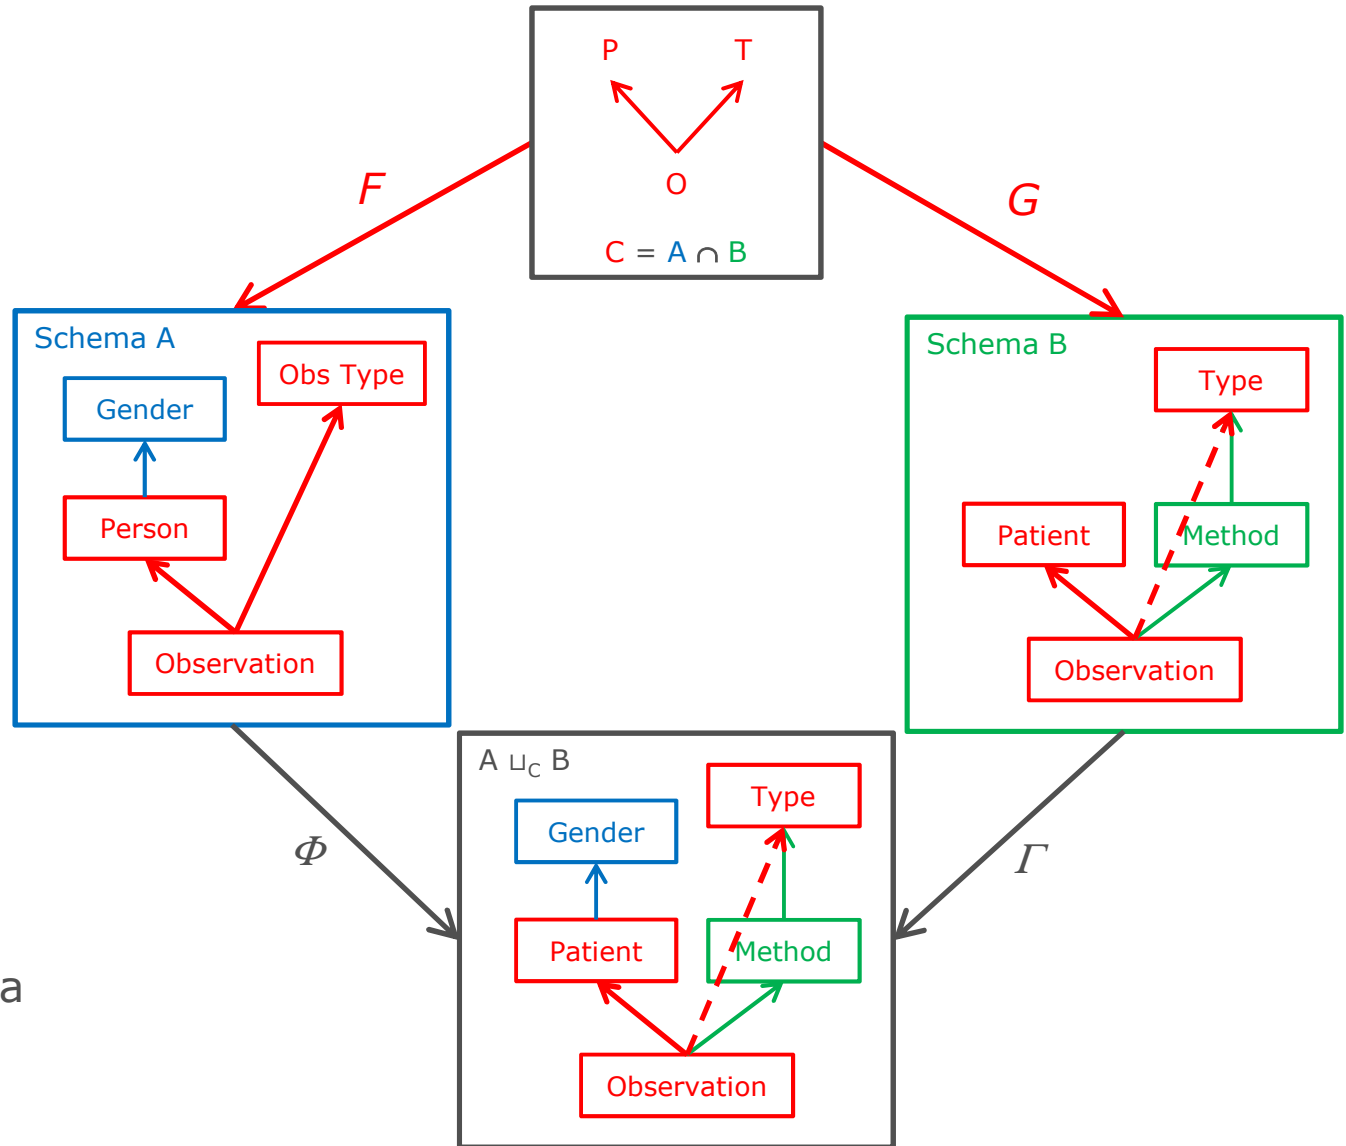 P T
O
C = A ∩ B
F
G
Schema A
Obs Type
Gender
Person
Observation
Schema B
Type
Patient
Method
Observation
Φ
Γ
A ⊔C B
Type
Gender
Patient
Method
Observation
a